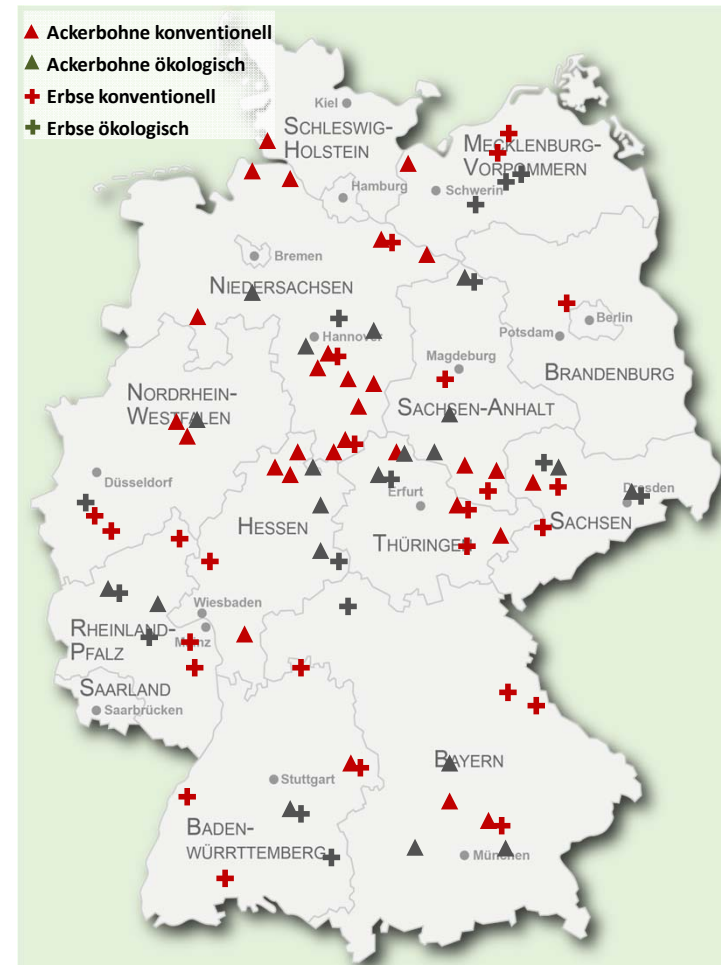 Ackerbohne konventionell
Ackerbohne ökologisch
Erbse konventionell
Erbse ökologisch
Kiel
SCHLESWIG-
HOLSTEIN
MECKLENBURG-
VORPOMMERN
Schwerin
Hamburg
Bremen
NIEDERSACHSEN
Hannover
Berlin
Potsdam
BRANDENBURG
Magdeburg
SACHSEN-ANHALT
NORDRHEIN-
WESTFALEN
Düsseldorf
Erfurt
Dresden
SACHSEN
HESSEN
THÜRINGEN
Wiesbaden
Mainz
RHEINLAND-
PFALZ
SAARLAND
Saarbrücken
BAYERN
Stuttgart
BADEN-
WÜRRTTEMBERG
München